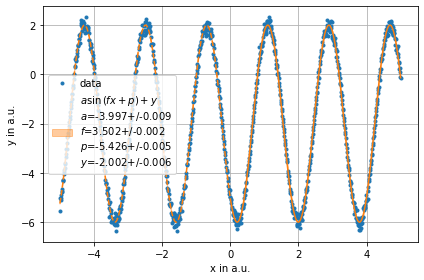 2
0
−2
−4
−6
y in a.u.
data
asin(fx + p) + y
a=-3.997+/-0.009
f=3.502+/-0.002
p=-5.426+/-0.005
y=-2.002+/-0.006
−4
−2
0
2
4
x in a.u.